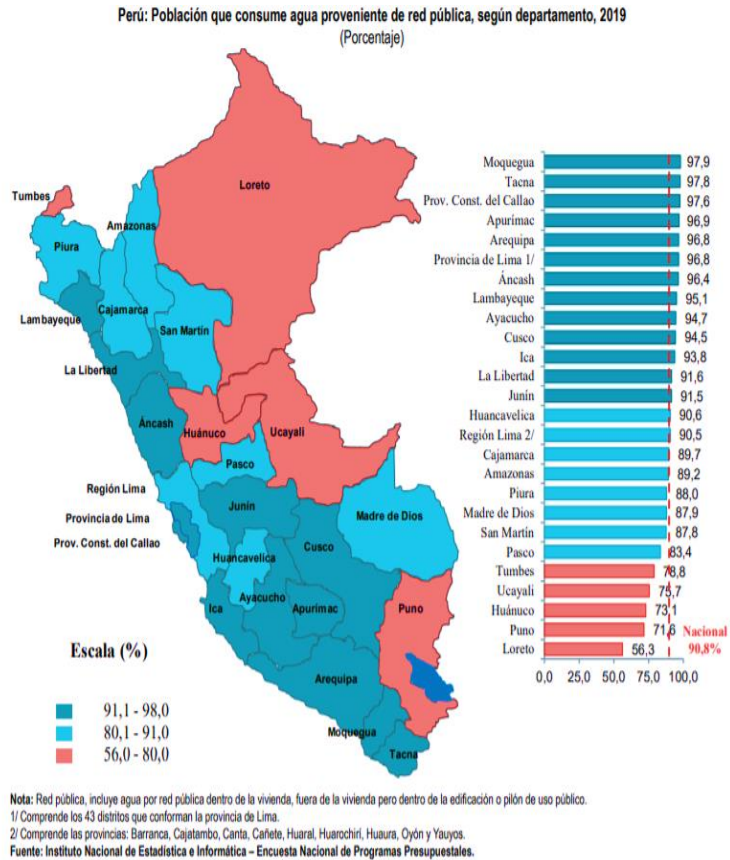 Perú: Población que consume agua proveniente de red pública, según departamento, 2019
(Porcentaje)
Loreto
Tumbes
Amazonas
Piura
Cajamarca
Lambayeque
San Martín
La Libertad
Áncash
Huánuco
Ucayali
Pasco
Región Lima
Junín
Provincia de Lima
Madre de Dios
Prov. Const. del Callao
Cusco
Huancavelica
Ayacucho
Ica
Apurímac
Puno
Arequipa
Moquegua
Tacna
Escala (%)
91,1 - 98,0
80,1 - 91,0
56,0 - 80,0
Moquegua 97,9
Tacna 97,8
Prov. Const. del Callao 97,6
Apurímac 96,9
Arequipa 96,8
Provincia de Lima 1/ 96,8
Áncash 96,4
Lambayeque 95,1
Ayacucho 94,7
Cusco 94,5
Ica 93,8
La Libertad 91,6
Junín 91,5
Huancavelica 90,6
Región Lima 2/ 90,5
Cajamarca 89,7
Amazonas 89,2
Piura 88,0
Madre de Dios 87,9
San Martín 87,8
Pasco 83,4
Tumbes 78,8
Ucayali 75,7
Huánuco 73,1
Puno 71,6
Loreto 56,3
Nacional
90,8%
0,0 25,0 50,0 75,0 100,0
Nota: Red pública, incluye agua por red pública dentro de la vivienda, fuera de la vivienda pero dentro de la edificación o pilón de uso público.
1/ Comprende los 43 distritos que conforman la provincia de Lima.
2/ Comprende las provincias: Barranca, Cajatambo, Canta, Cañete, Huaral, Huarochirí, Huaura, Oyón y Yauyos.
Fuente: Instituto Nacional de Estadística e Informática – Encuesta Nacional de Programas Presupuestales.